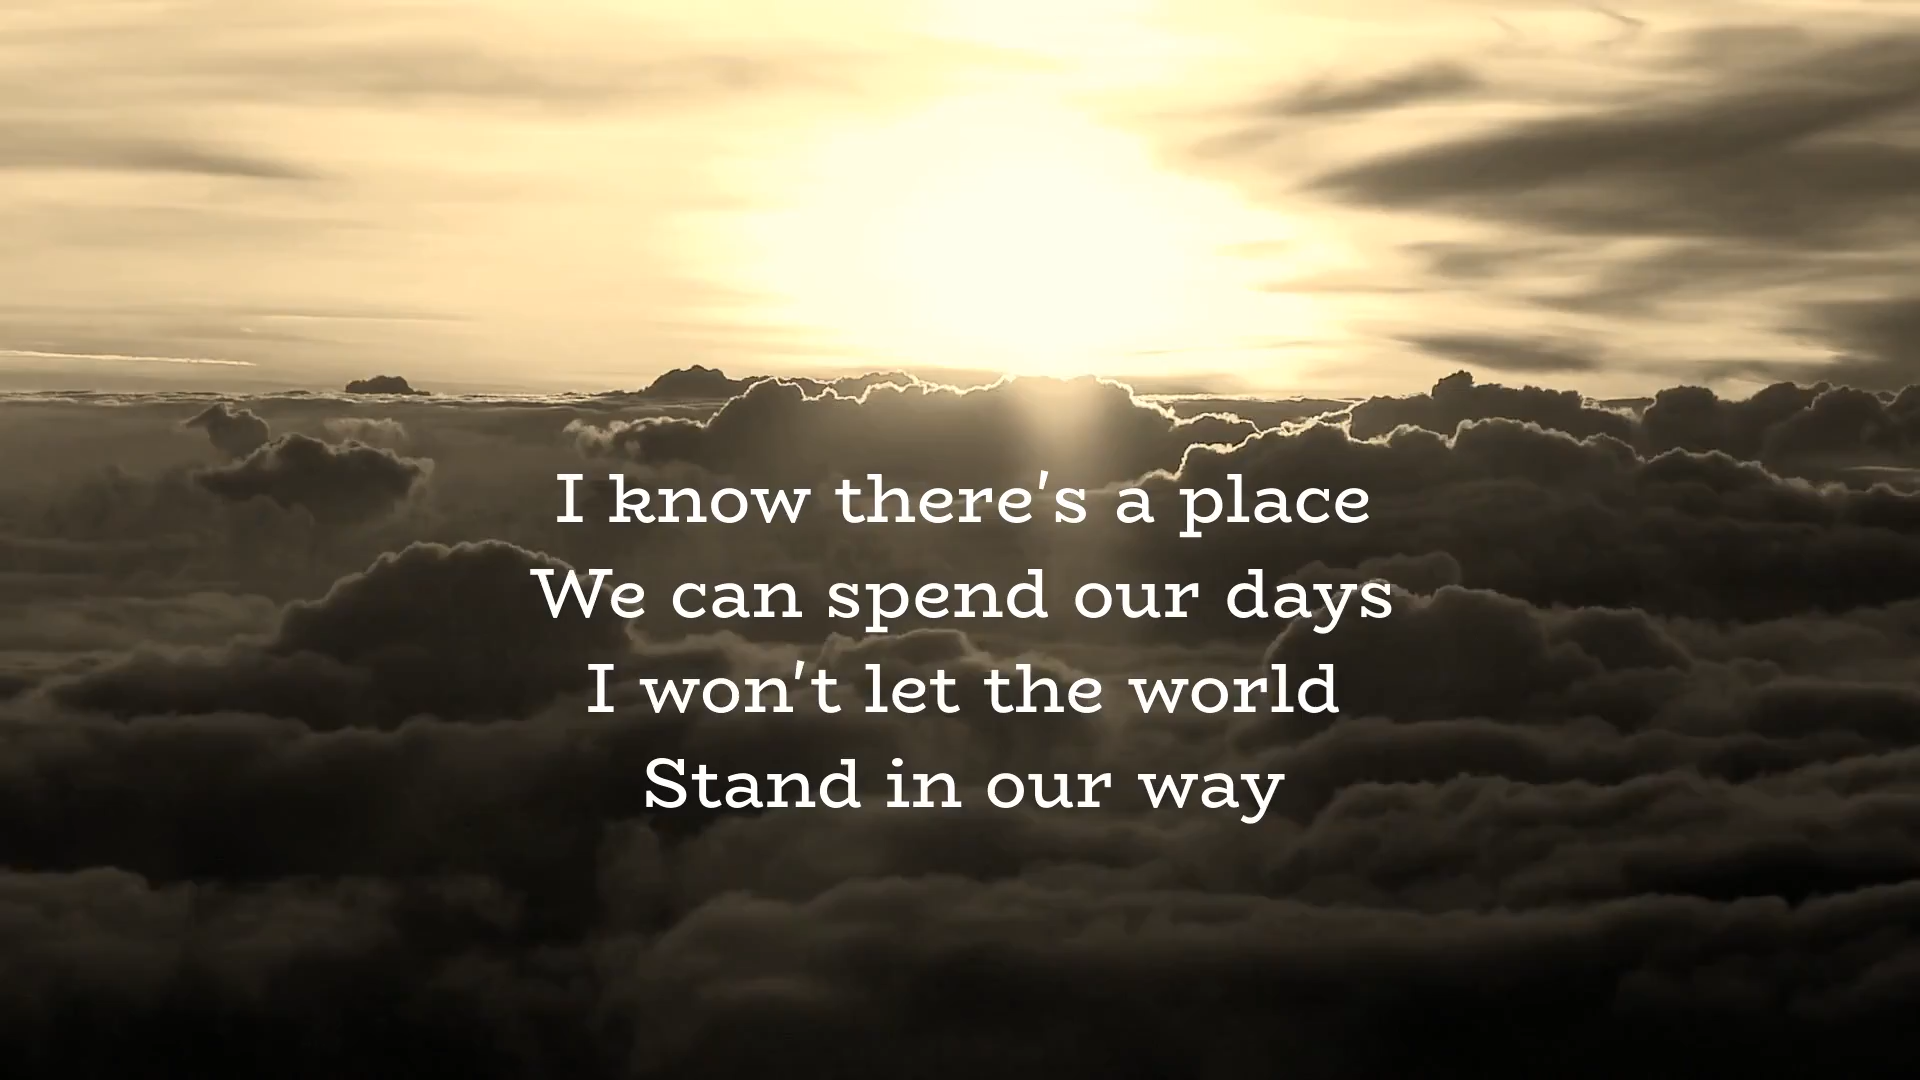 I know there's a place
We can spend our days
I won't let the world
Stand in our way